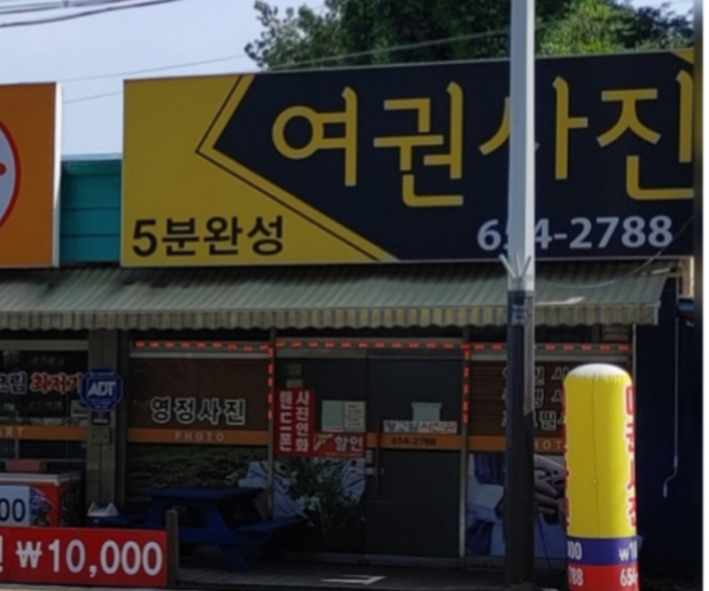 여권사진
5분완성
654-2788
ADT
영정사진
PHOTO
핸드폰
사진인화
할인
654-2788
00
₩10,000